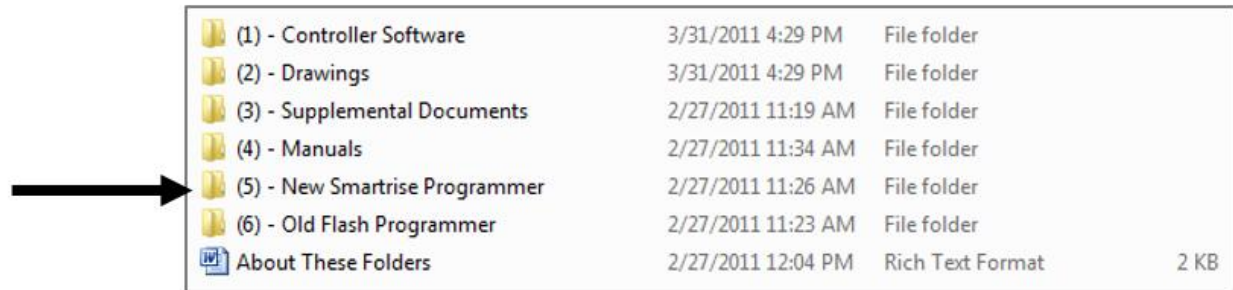 (1) - Controller Software 3/31/2011 4:29 PM File folder
(2) - Drawings 3/31/2011 4:29 PM File folder
(3) - Supplemental Documents 2/27/2011 11:19 AM File folder
(4) - Manuals 2/27/2011 11:34 AM File folder
(5) - New Smartrise Programmer 2/27/2011 11:26 AM File folder
(6) - Old Flash Programmer 2/27/2011 11:23 AM File folder
About These Folders 2/27/2011 12:04 PM Rich Text Format 2 KB